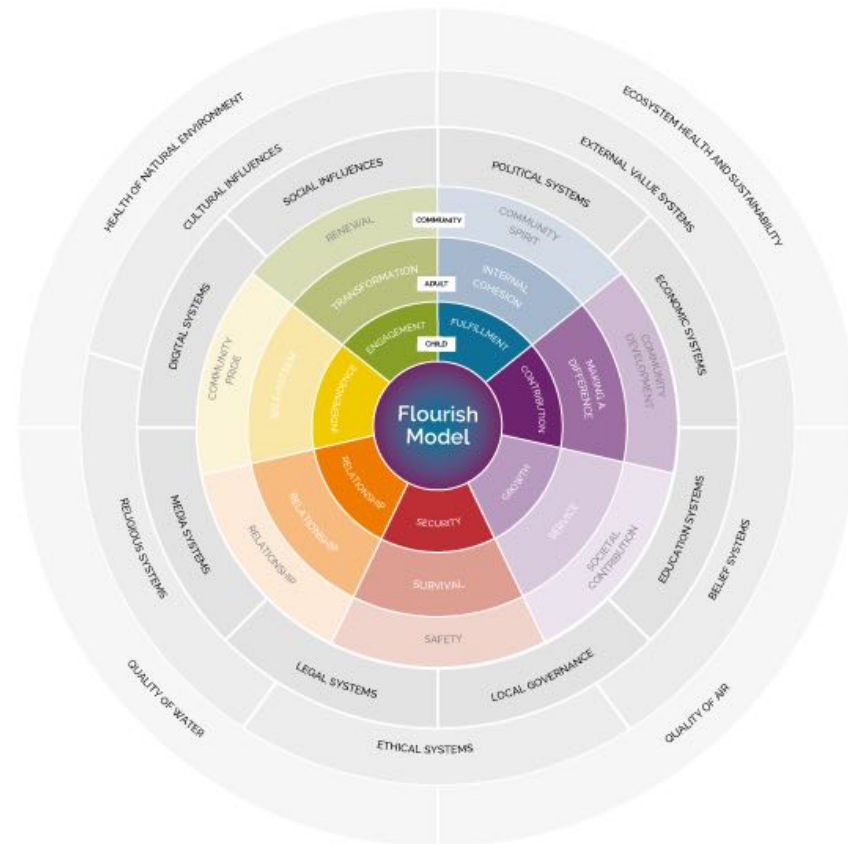 HEALTH OF NATURAL ENVIRONMENT
ECOSYSTEM HEALTH AND SUSTAINABILITY
CULTURAL INFLUENCES
EXTERNAL VALUE SYSTEMS
SOCIAL INFLUENCES
POLITICAL SYSTEMS
DIGITAL SYSTEMS
ECONOMIC SYSTEMS
RENEWAL
COMMUNITY
COMMUNITY
SPIRIT
TRANSFORMATION
ADULT
INTERNAL
COHESION
ENGAGEMENT
CHILD
FULFILLMENT
COMMUNITY
PRIDE
SELF-ESTEEM
INDEPENDENCE
Flourish
Model
CONTRIBUTION
MAKING A
DIFFERENCE
COMMUNITY
DEVELOPMENT
RELATIONSHIP
RELATIONSHIP
RELATIONSHIP
SECURITY
SURVIVAL
SAFETY
GROWTH
SERVICE
SOCIETAL
CONTRIBUTION
RELIGIOUS SYSTEMS
MEDIA SYSTEMS
EDUCATION SYSTEMS
BELIEF SYSTEMS
LEGAL SYSTEMS
LOCAL GOVERNANCE
QUALITY OF WATER
ETHICAL SYSTEMS
QUALITY OF AIR